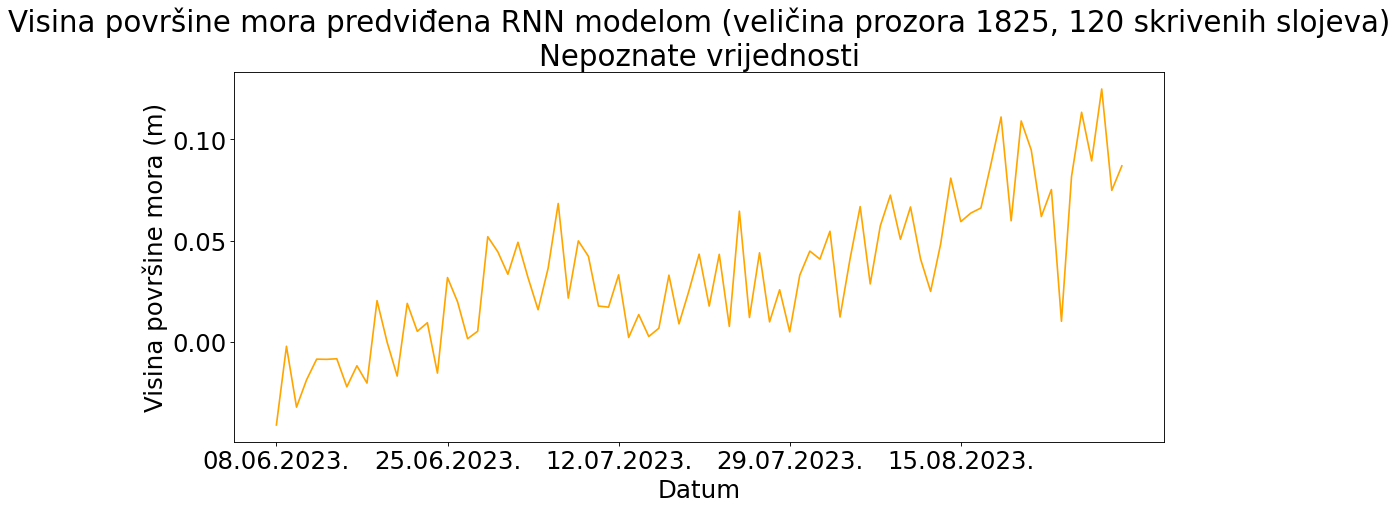 Visina površine mora predviđena RNN modelom (veličina prozora 1825, 120 skrivenih slojeva)
Nepoznate vrijednosti
Visina površine mora (m)
0.10
0.05
0.00
08.06.2023.
25.06.2023.
12.07.2023.
29.07.2023.
15.08.2023.
Datum